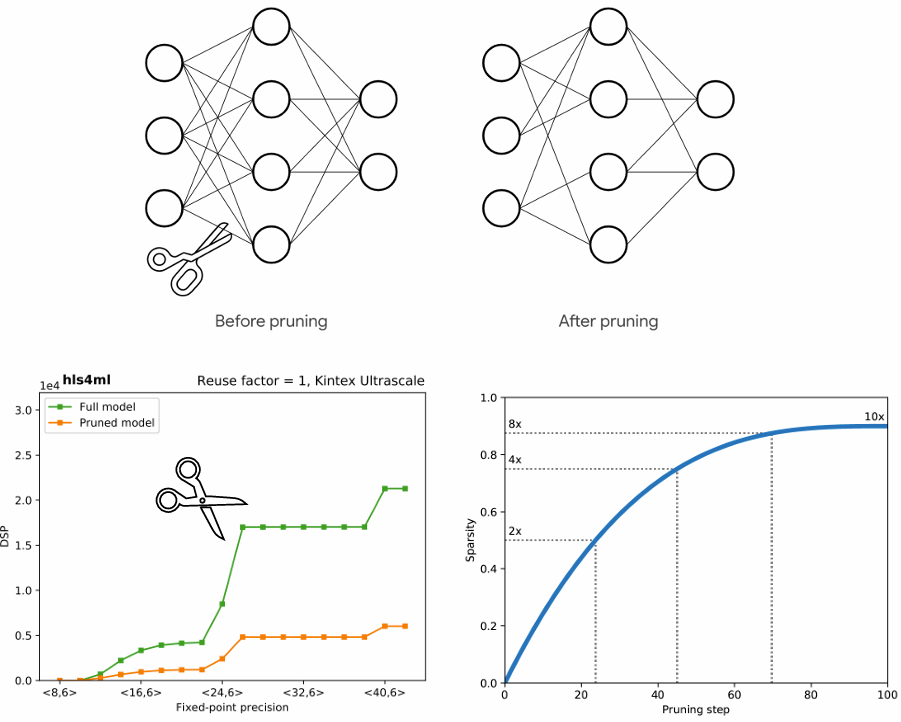 Before pruning
After pruning
1e4 hls4ml
Reuse factor = 1, Kintex Ultrascale
Full model
Pruned model
3.0
2.5
2.0
1.5
1.0
0.5
0.0
DSP
<8,6>
<16,6>
<24,6>
<32,6>
<40,6>
Fixed-point precision
1.0
0.8
0.6
0.4
0.2
0.0
Sparsity
8x
4x
2x
10x
0
20
40
60
80
100
Pruning step